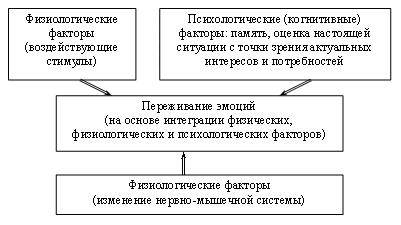 Физиологические
факторы
(воздействующие
стимулы)
Психологические (когнитивные)
факторы: память, оценка настоящей
ситуации с точки зрения актуальных
интересов и потребностей
Переживание эмоций
(на основе интеграции физических,
физиологических и психологических факторов)
Физиологические факторы
(изменение нервно-мышечной системы)